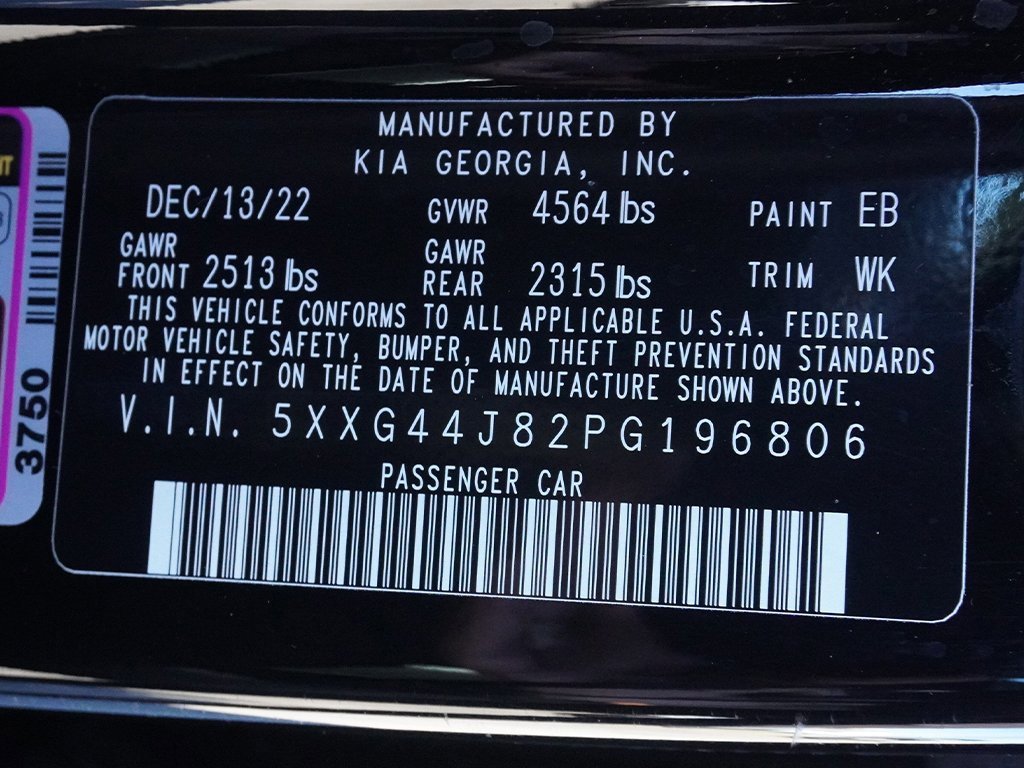 MANUFACTURED BY
KIA GEORGIA, INC.
DEC/13/22 GVWR 4564 lbs PAINT EB
GAWR FRONT 2513 lbs GAWR REAR 2315 lbs TRIM WK
THIS VEHICLE CONFORMS TO ALL APPLICABLE U.S.A. FEDERAL
MOTOR VEHICLE SAFETY, BUMPER, AND THEFT PREVENTION STANDARDS
IN EFFECT ON THE DATE OF MANUFACTURE SHOWN ABOVE.
V.I.N. 5XXG44J82PG196806
PASSENGER CAR
3750